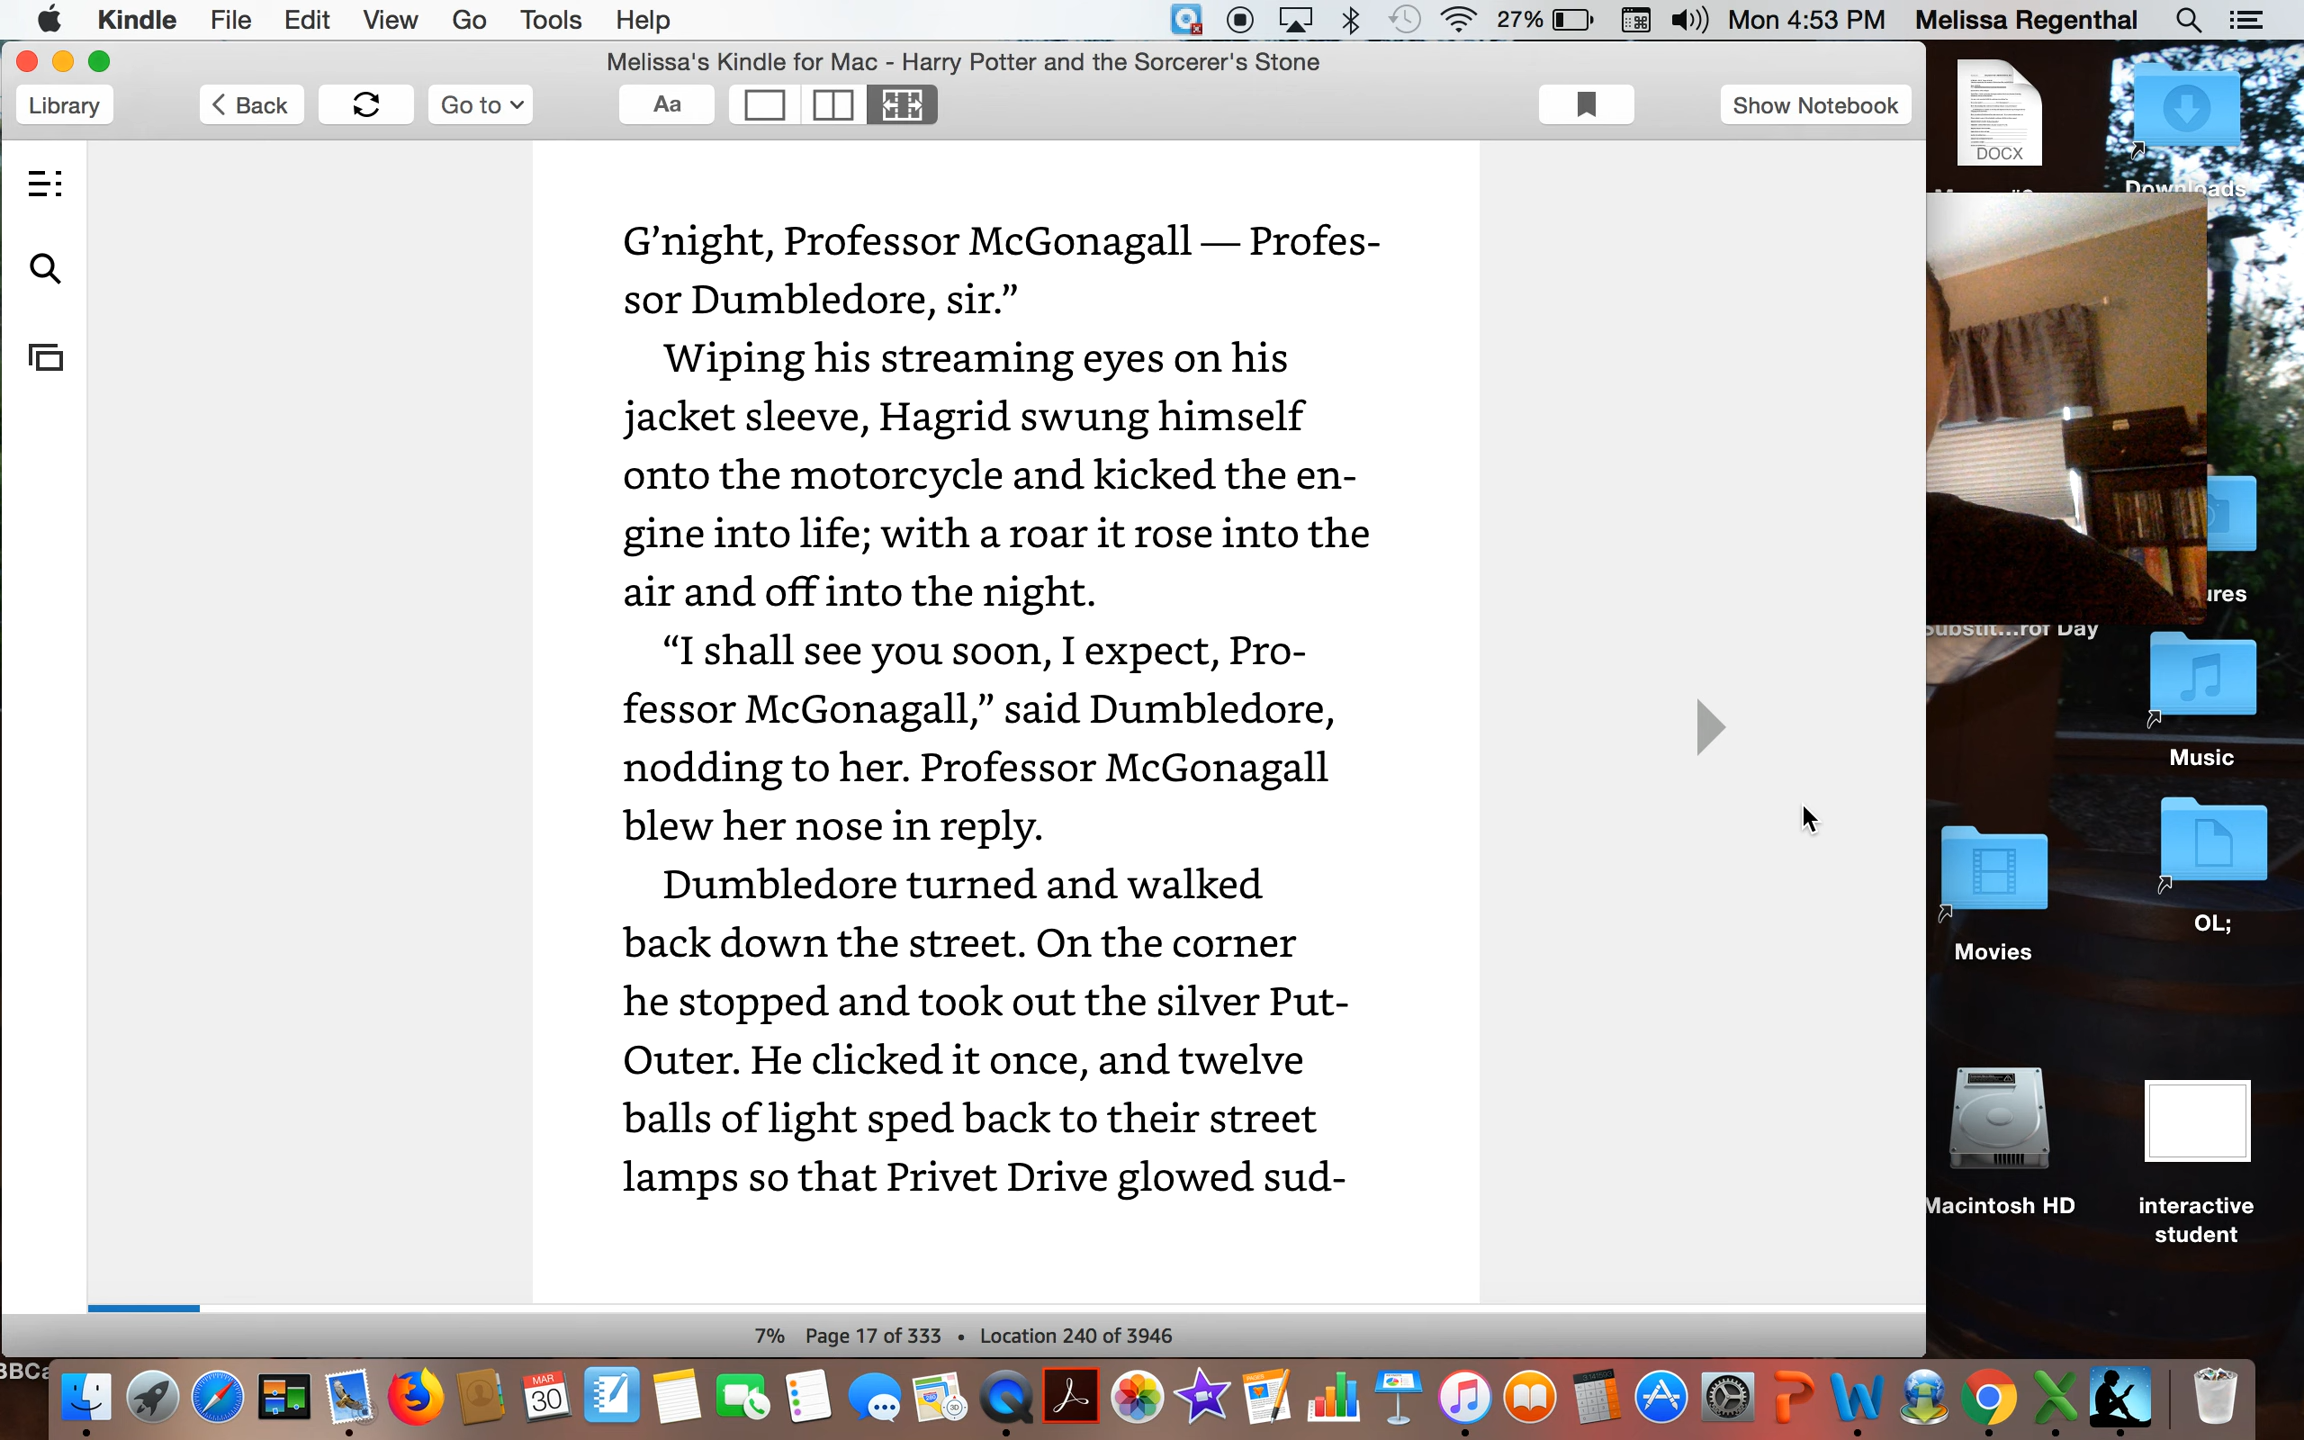 Kindle File Edit View Go Tools Help 27% Mon 4:53 PM Melissa Regenthal
Melissa's Kindle for Mac - Harry Potter and the Sorcerer's Stone
Library Back Go to Aa Show Notebook
G’night, Professor McGonagall — Profes-
sor Dumbledore, sir.”
Wiping his streaming eyes on his
jacket sleeve, Hagrid swung himself
onto the motorcycle and kicked the en-
gine into life; with a roar it rose into the
air and off into the night.
“I shall see you soon, I expect, Pro-
fessor McGonagall,” said Dumbledore,
nodding to her. Professor McGonagall
blew her nose in reply.
Dumbledore turned and walked
back down the street. On the corner
he stopped and took out the silver Put-
Outer. He clicked it once, and twelve
balls of light sped back to their street
lamps so that Privet Drive glowed sud-
7% Page 17 of 333 • Location 240 of 3946
DOCX
Downloads
ures
Substit...rof Day
Music
Movies
OL;
Macintosh HD
interactive
student
BBCa
MAR
30